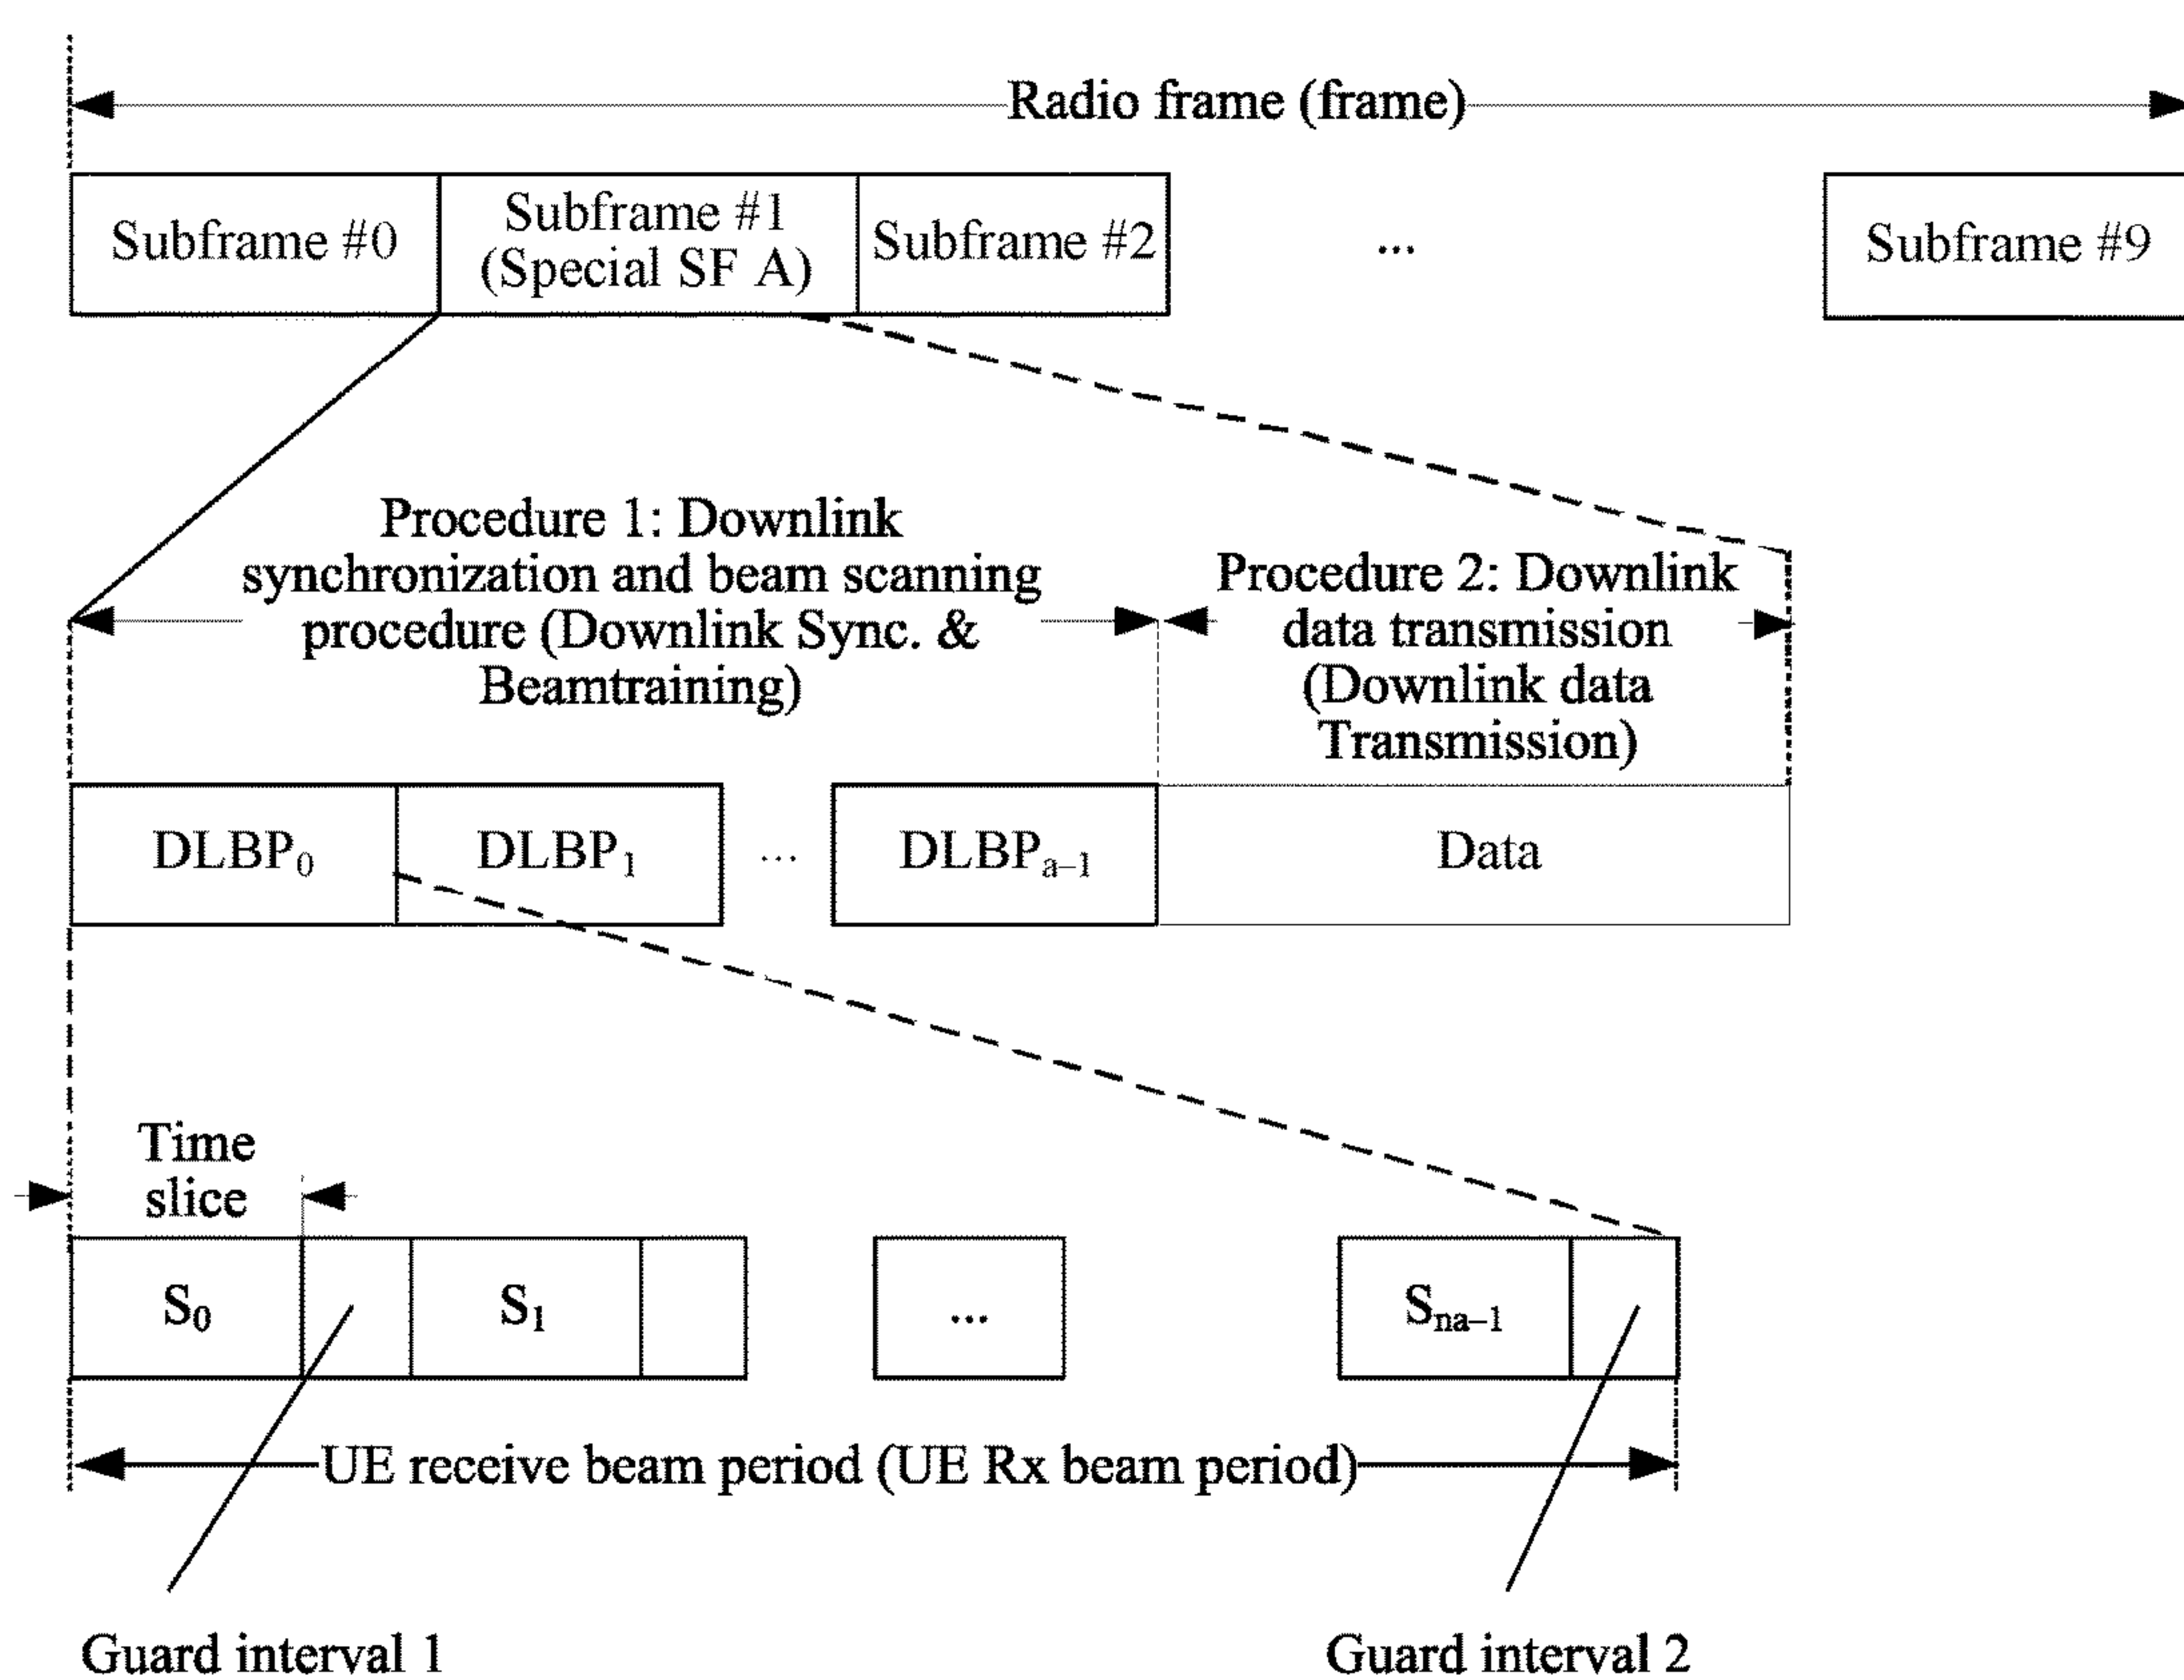 Radio frame (frame)
Subframe #0
Subframe #1
(Special SF A)
Subframe #2
...
Subframe #9
Procedure 1: Downlink
synchronization and beam scanning
procedure (Downlink Sync. &
Beamtraining)
Procedure 2: Downlink
data transmission
(Downlink data
Transmission)
DLBP0
DLBP1
...
DLBPa–1
Data
Time
slice
S0
S1
...
Sna–1
UE receive beam period (UE Rx beam period)
Guard interval 1
Guard interval 2